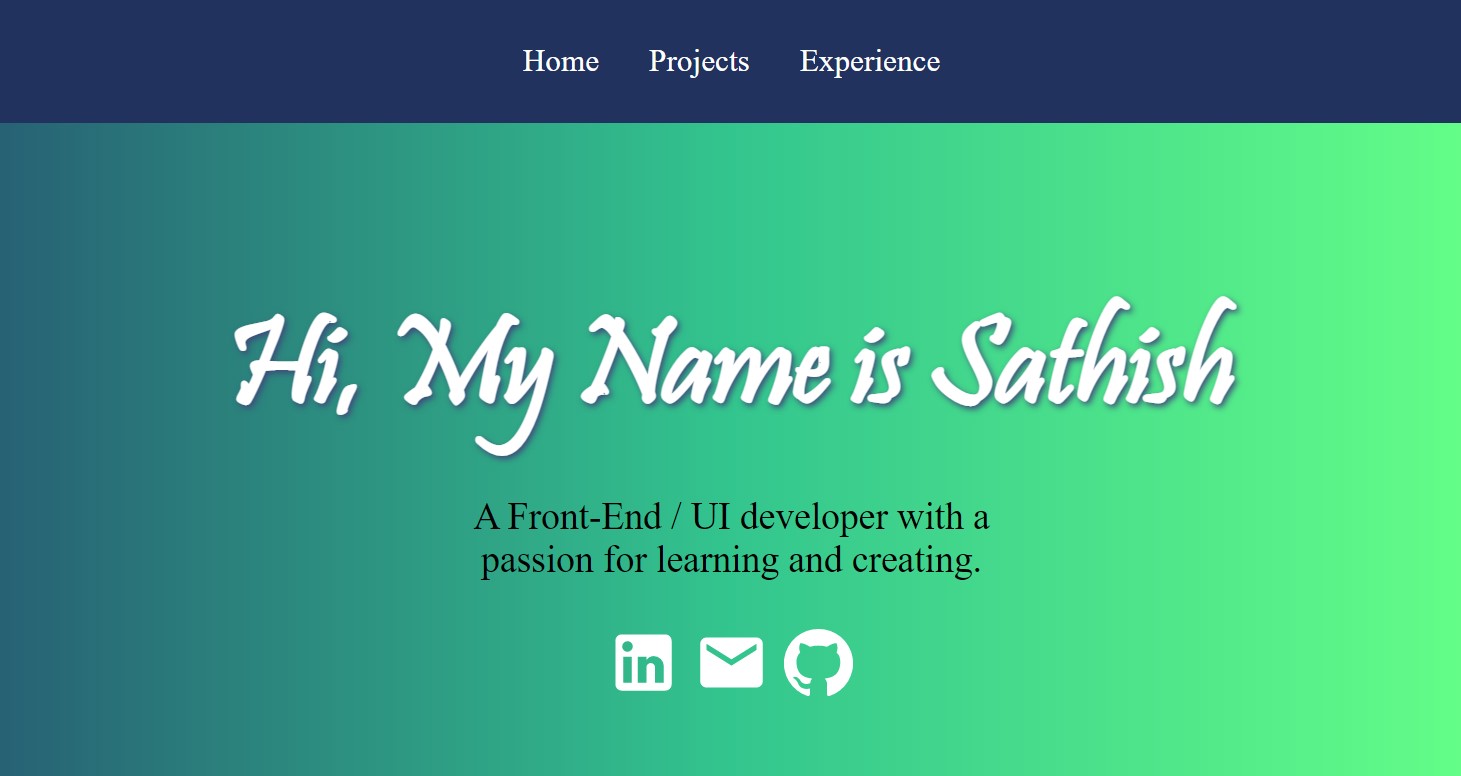 Home Projects Experience
Hi, My Name is Sathish
A Front-End / UI developer with a
passion for learning and creating.
in